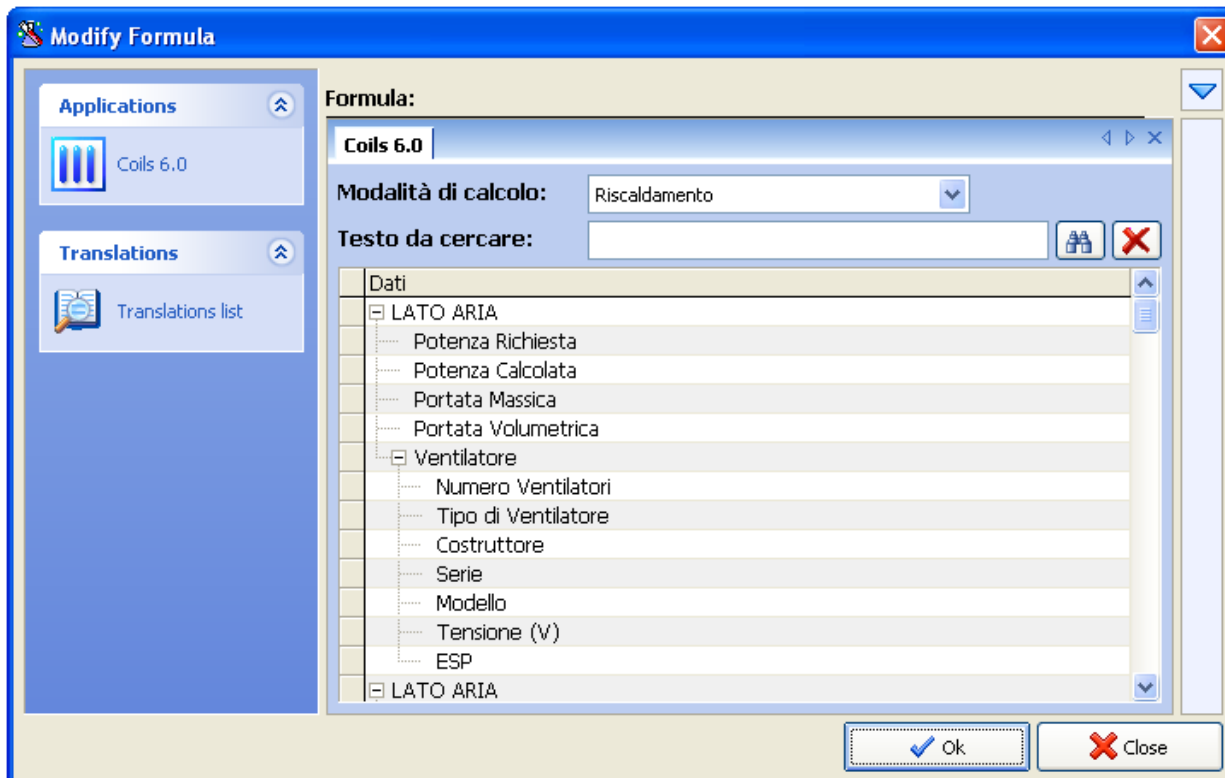 Modify Formula
Applications
Coils 6.0
Translations
Translations list
Formula:
Coils 6.0
Modalità di calcolo:
Riscaldamento
Testo da cercare:
Dati
LATO ARIA
Potenza Richiesta
Potenza Calcolata
Portata Massica
Portata Volumetrica
Ventilatore
Numero Ventilatori
Tipo di Ventilatore
Costruttore
Serie
Modello
Tensione (V)
ESP
LATO ARIA
Ok
Close